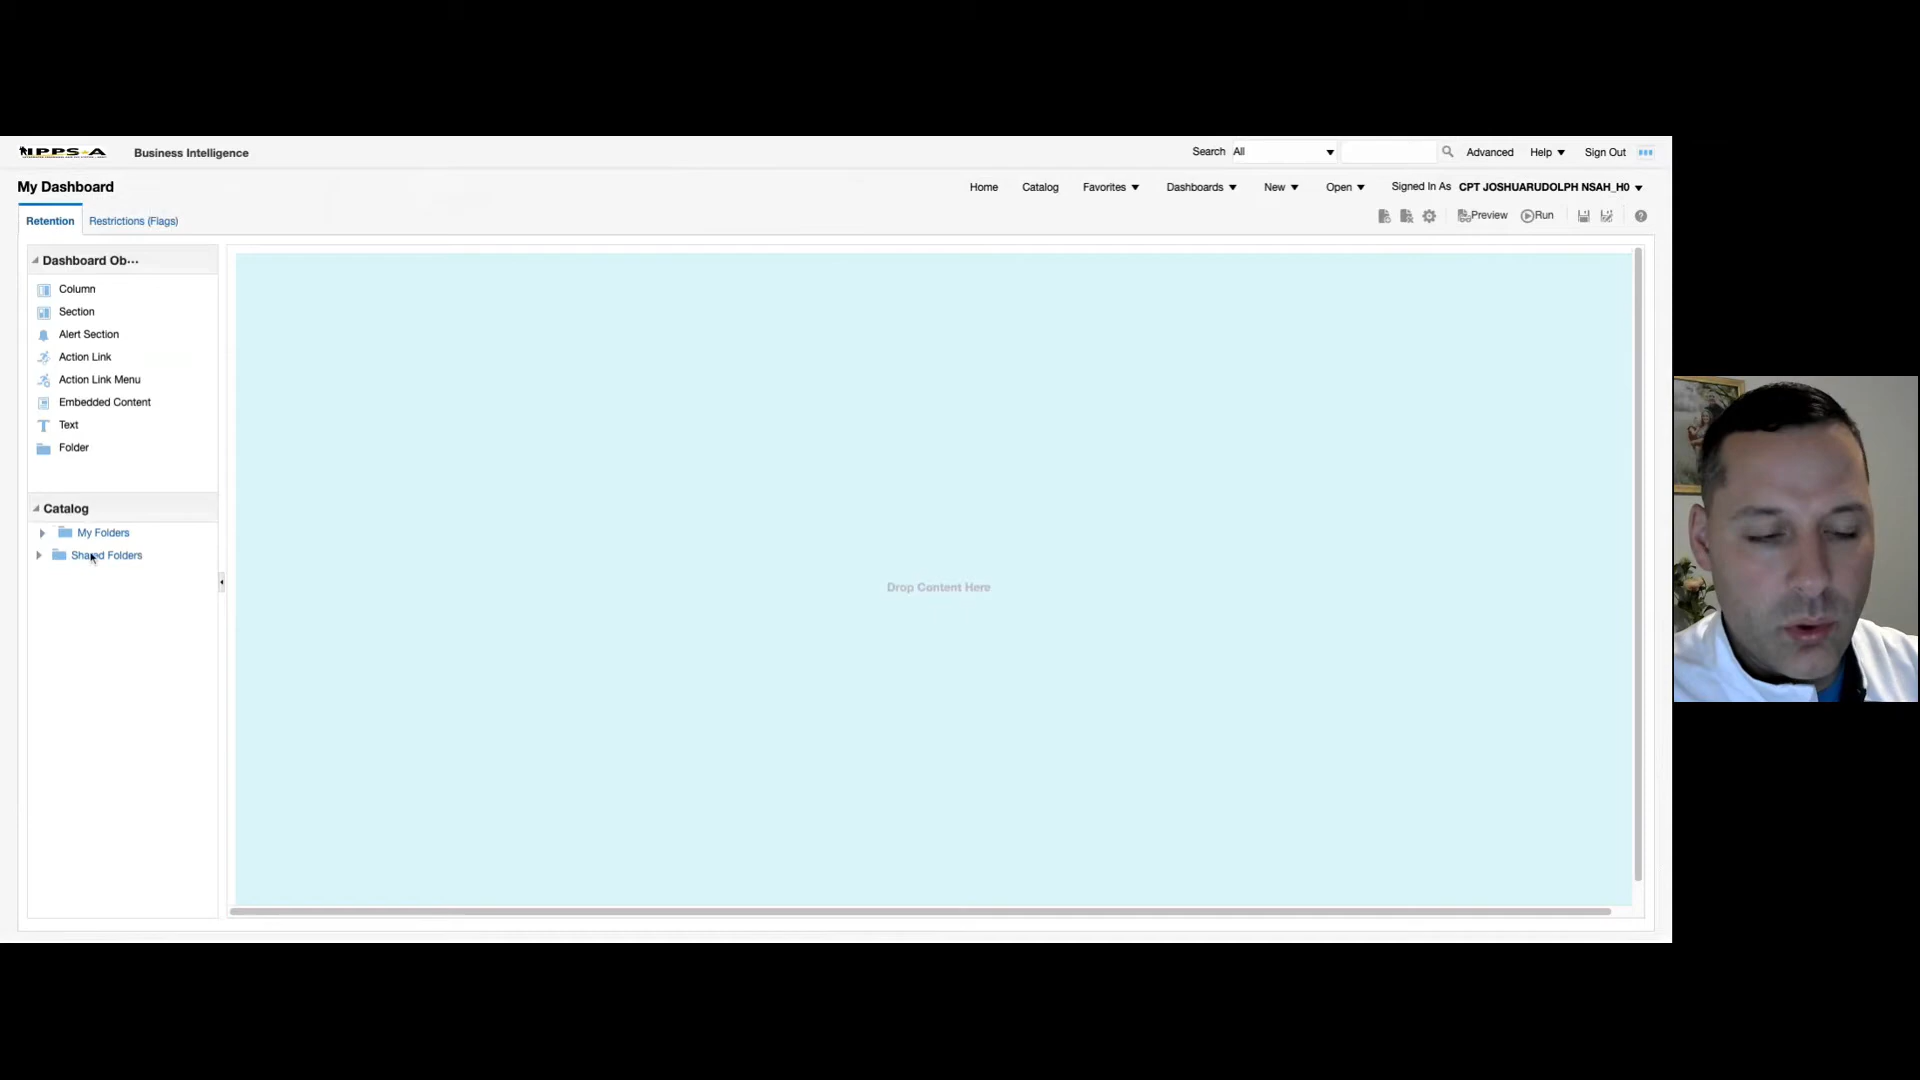 IPPS-A
Business Intelligence
Search All
Advanced
Help
Sign Out
My Dashboard
Home
Catalog
Favorites
Dashboards
New
Open
Signed In As CPT JOSHUARUDOLPH NSAH_H0
Retention
Restrictions (Flags)
Preview
Run
Dashboard Ob...
Column
Section
Alert Section
Action Link
Action Link Menu
Embedded Content
Text
Folder
Catalog
My Folders
Shared Folders
Drop Content Here